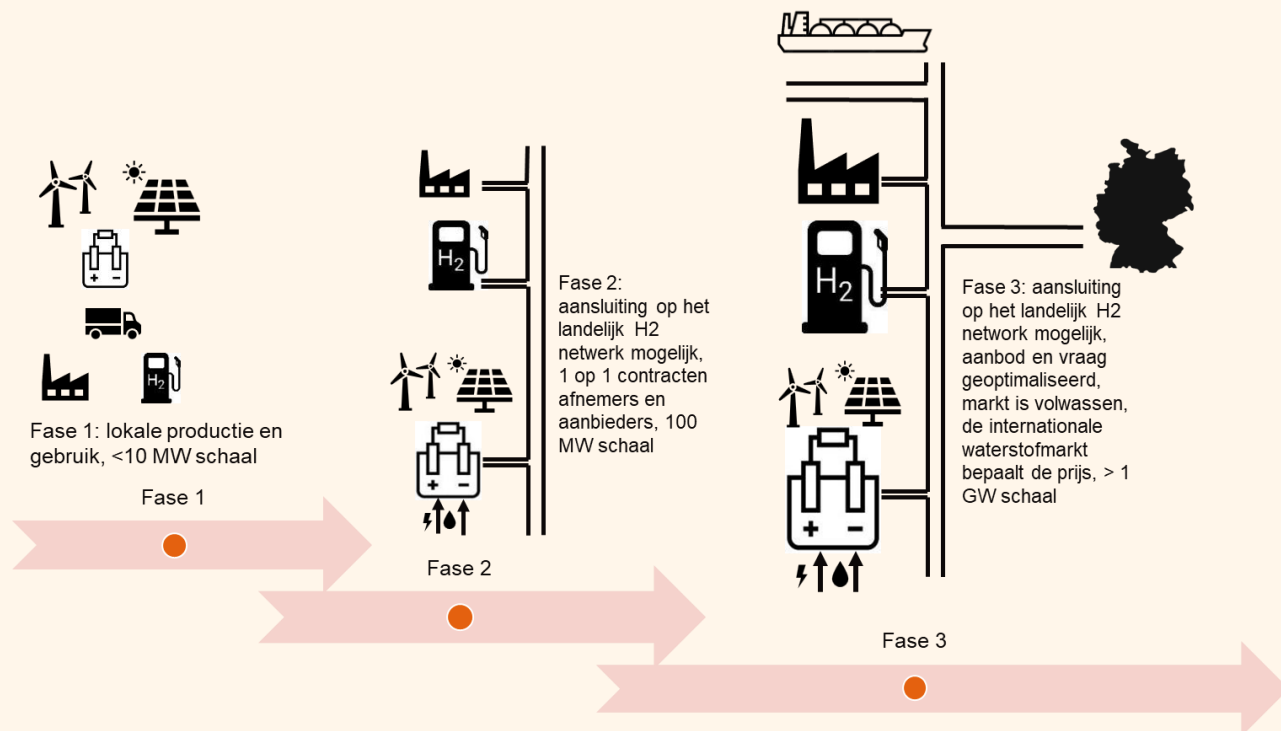 H2
Fase 1: lokale productie en
gebruik, <10 MW schaal
Fase 1
H2
+ -
Fase 2:
aansluiting op het
landelijk H2
netwerk mogelijk,
1 op 1 contracten
afnemers en
aanbieders, 100
MW schaal
Fase 2
H2
+ -
Fase 3: aansluiting
op het landelijk H2
network mogelijk,
aanbod en vraag
geoptimaliseerd,
markt is volwassen,
de internationale
waterstofmarkt
bepaalt de prijs, > 1
GW schaal
Fase 3